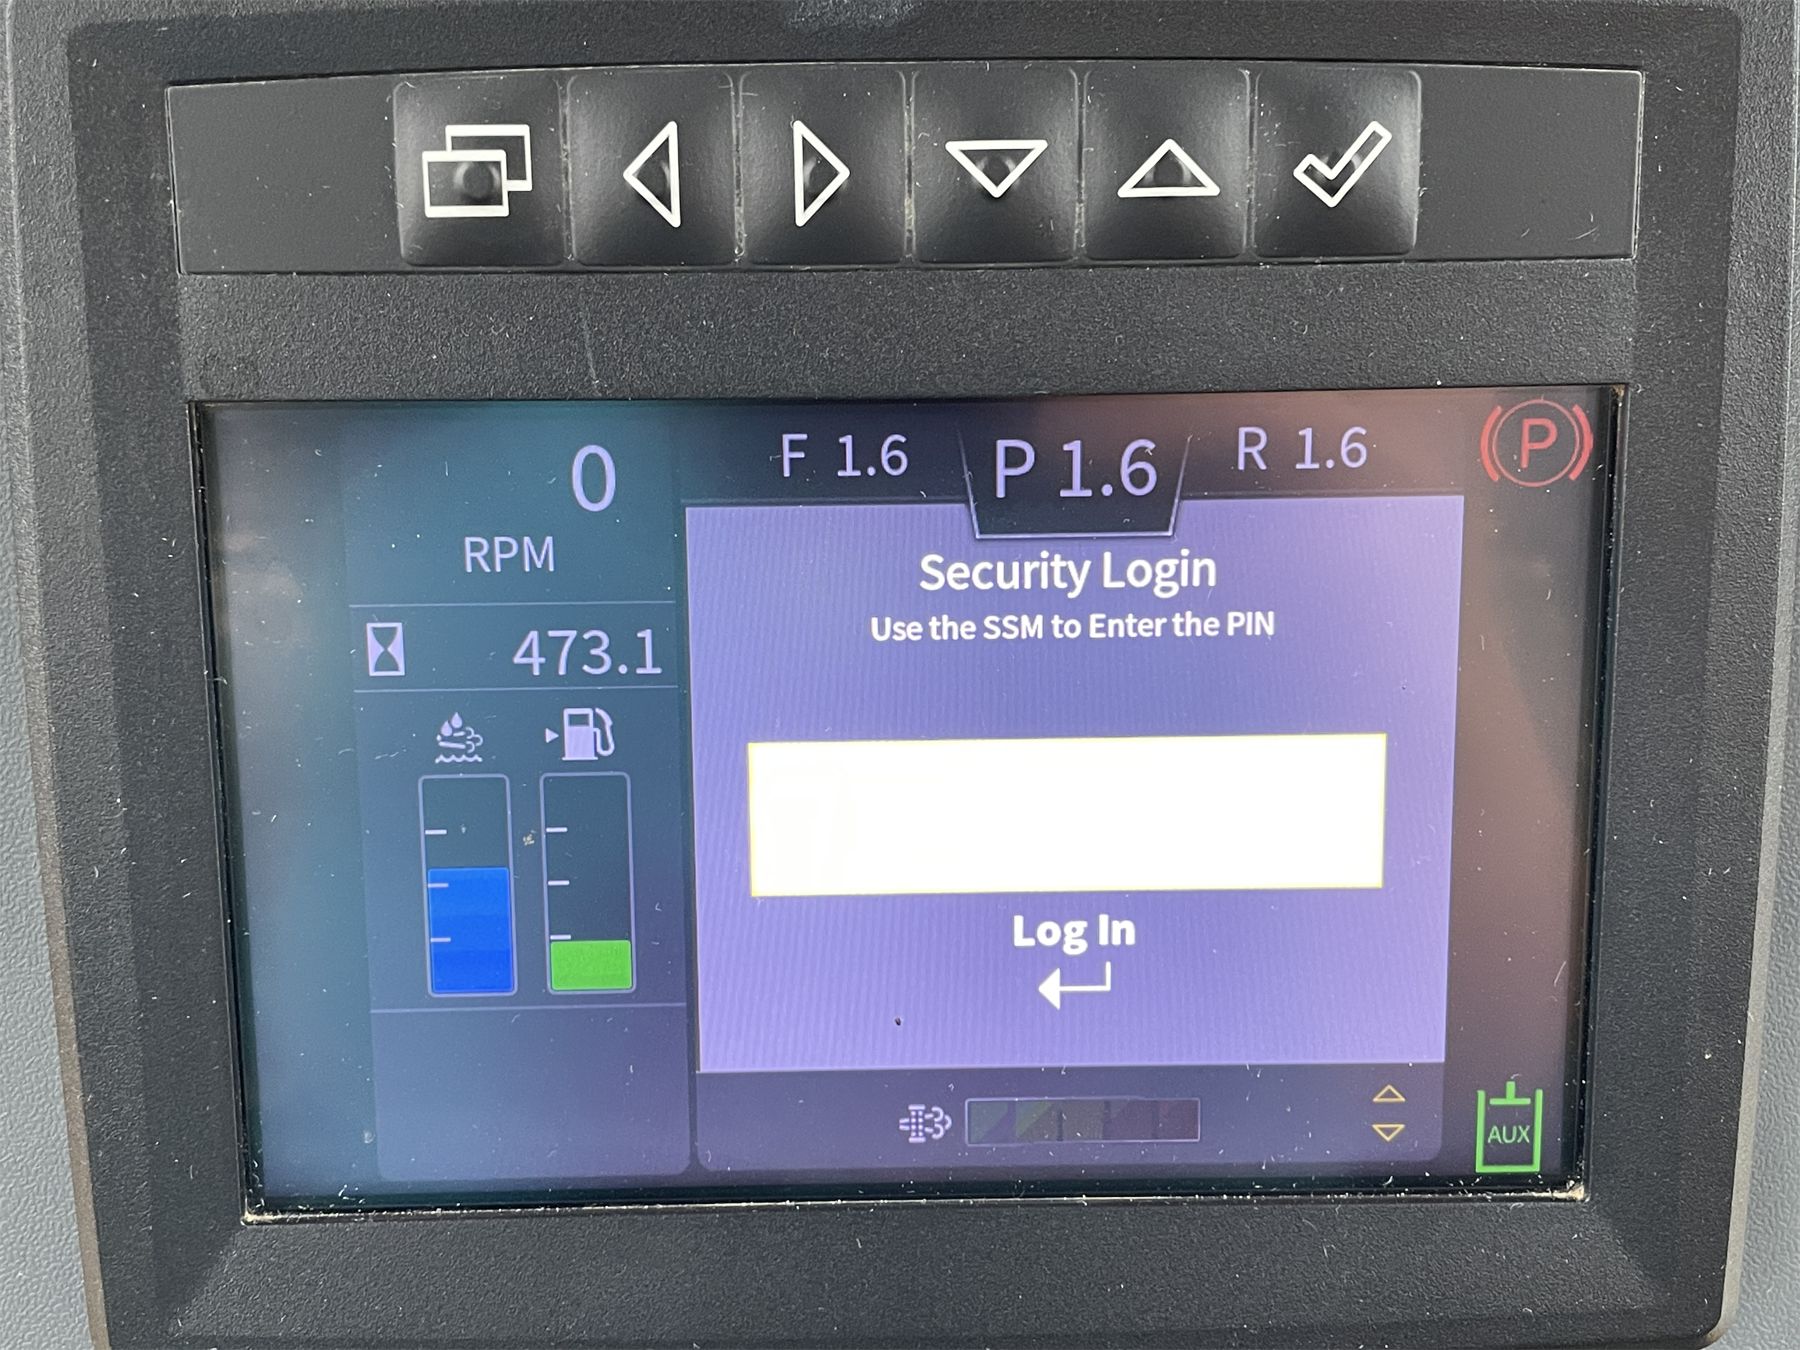 F 1.6 P 1.6 R 1.6 P
0
RPM
473.1
Security Login
Use the SSM to Enter the PIN
Log In
AUX